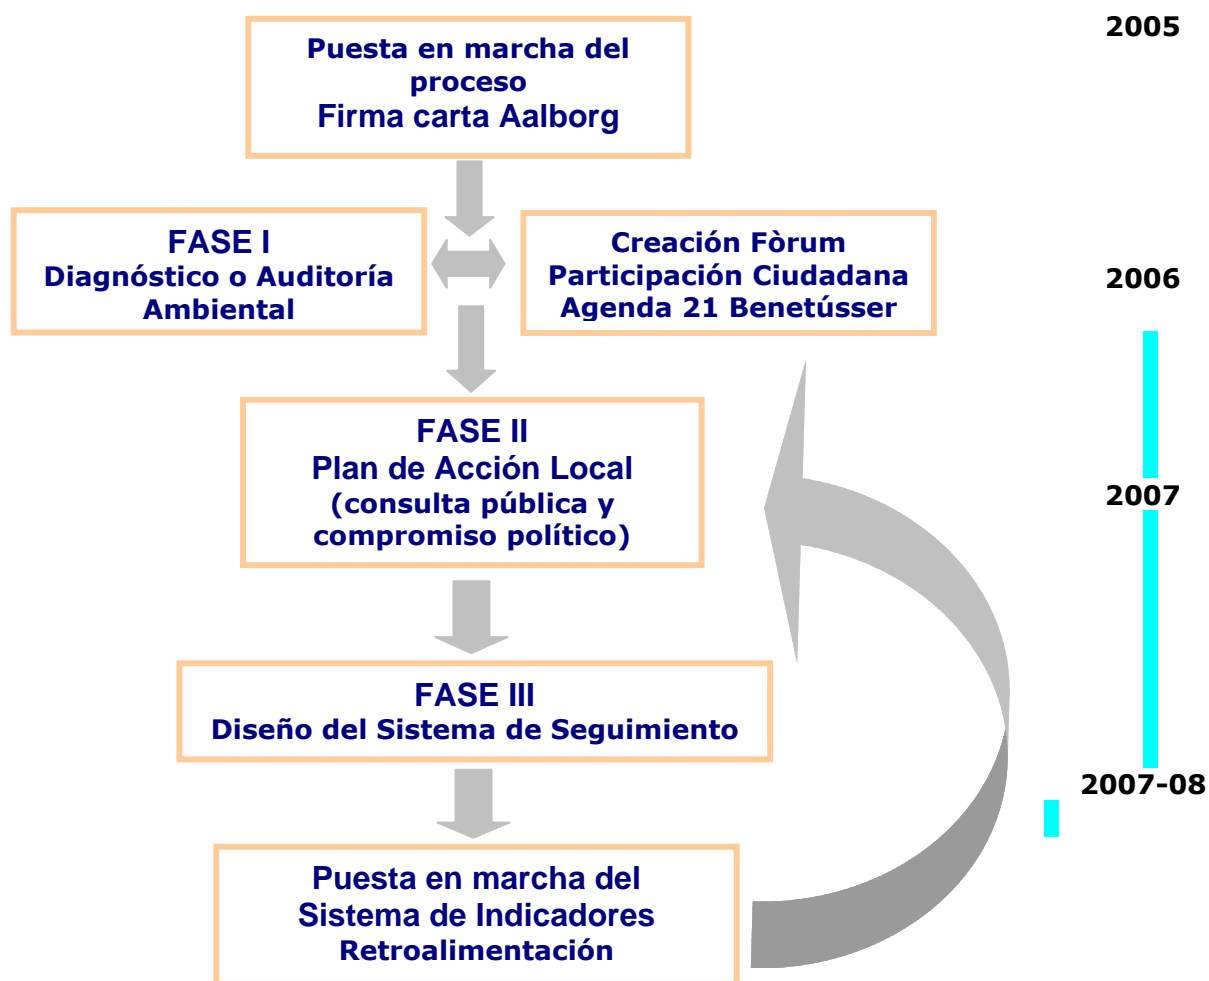 2005
Puesta en marcha del
proceso
Firma carta Aalborg
FASE I
Diagnóstico o Auditoría
Ambiental
Creación Fòrum
Participación Ciudadana
Agenda 21 Benetússer
2006
FASE II
Plan de Acción Local
(consulta pública y
compromiso político)
2007
FASE III
Diseño del Sistema de Seguimiento
2007-08
Puesta en marcha del
Sistema de Indicadores
Retroalimentación